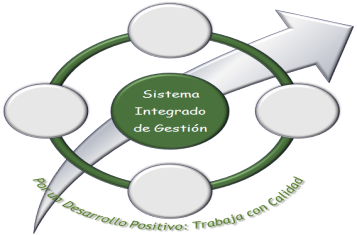 Sistema
Integrado
de Gestión
Por un Desarrollo Positivo: Trabaja con Calidad